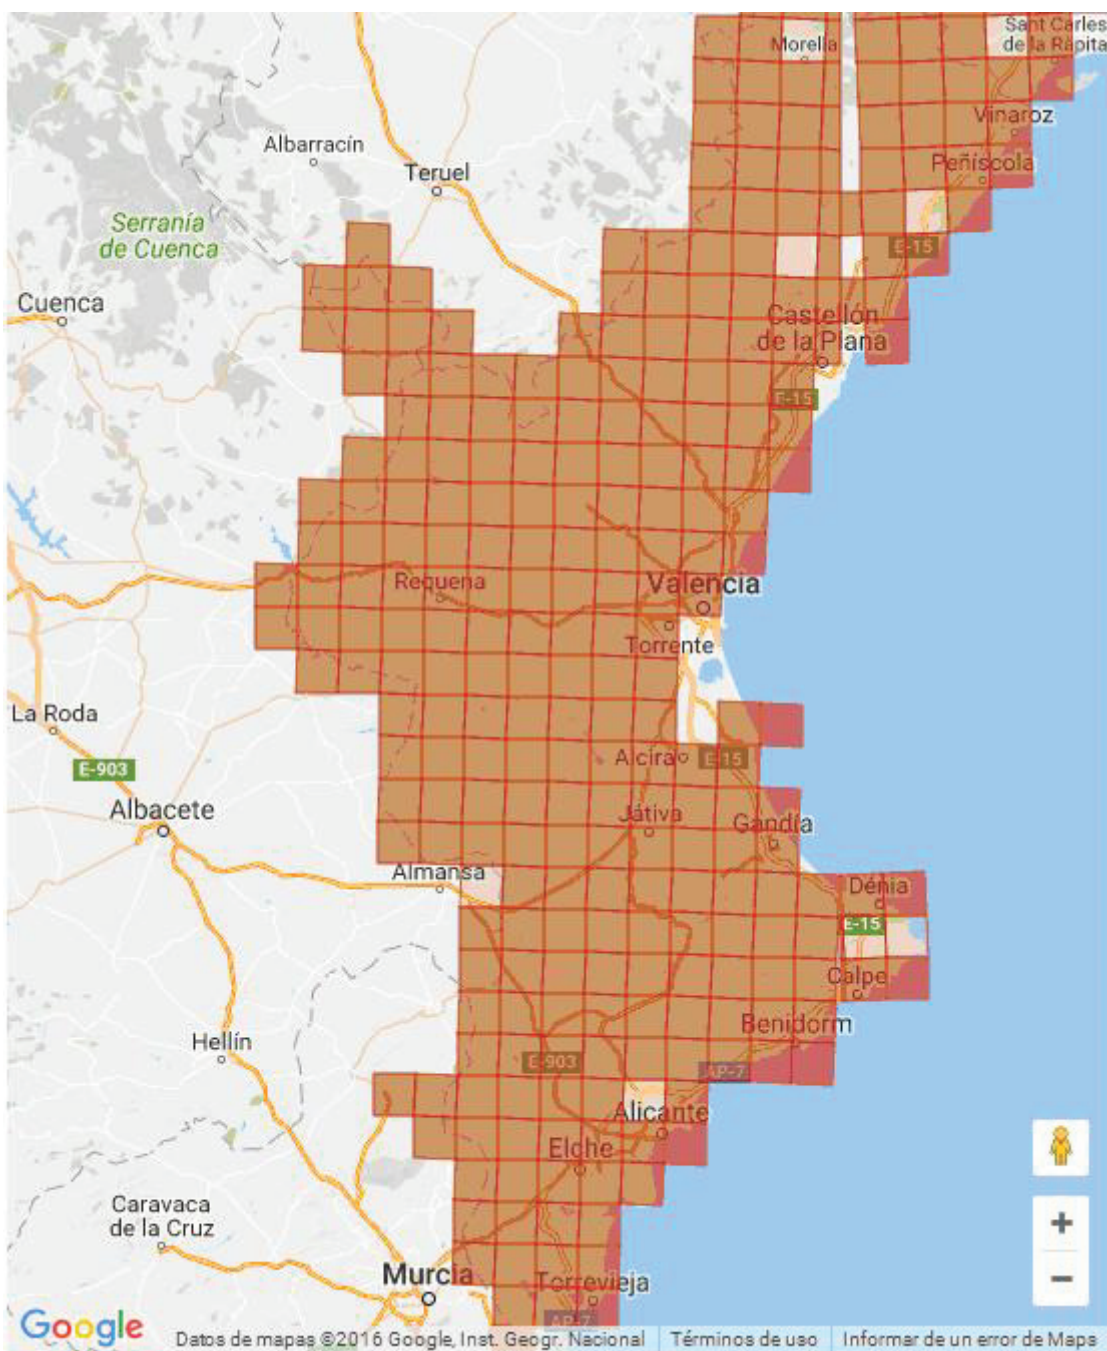 Sant Carles
de la Ràpita
Morella
Vinaroz
Albarracín
Peñíscola
Teruel
Serranía
de Cuenca
E-15
Cuenca
Castellón
de la Plana
E-15
Requena
Valencia
Torrente
La Roda
Alcira
E-15
E-903
Albacete
Játiva
Gandía
Almansa
Dénia
E-15
Calpe
Benidorm
Hellín
E-903
AP-7
Alicante
Elche
Caravaca
de la Cruz
+
Murcia
Torrevieja
−
AP-7
Google
Datos de mapas ©2016 Google, Inst. Geogr. Nacional
Términos de uso
Informar de un error de Maps